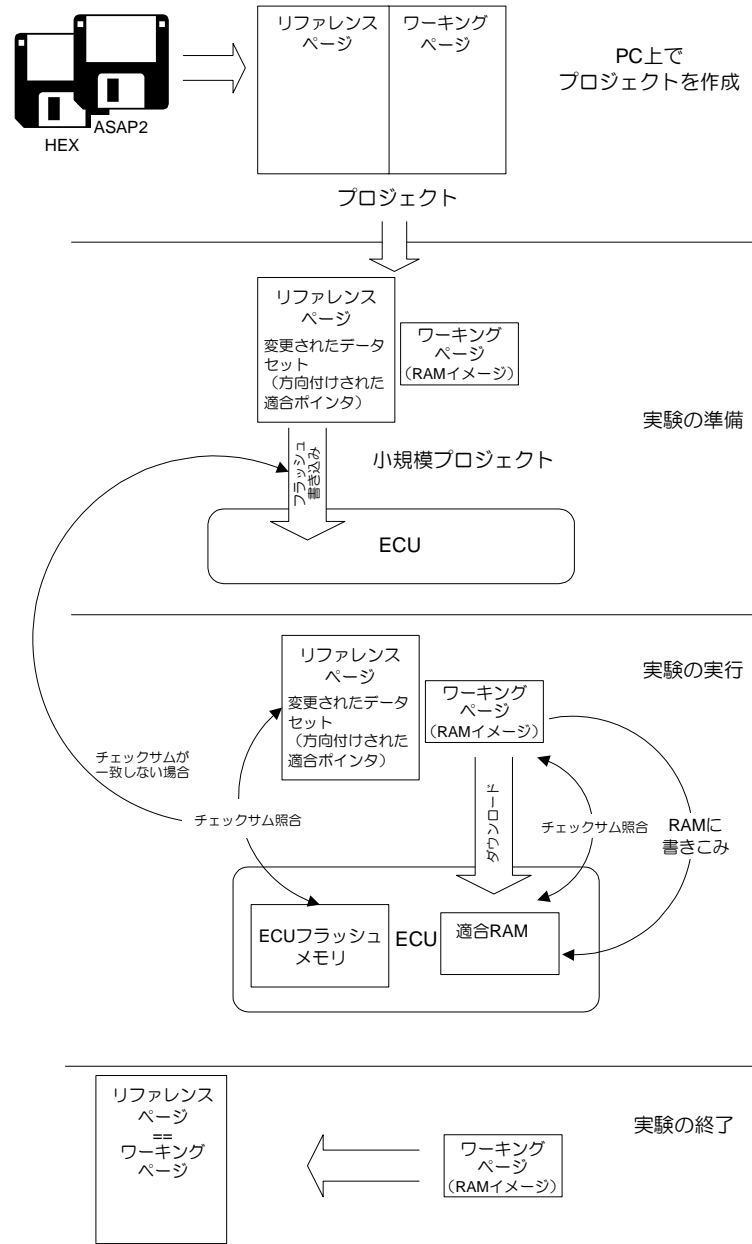 リファレンス
ページ
ワーキング
ページ
PC上で
プロジェクトを作成
ASAP2
HEX
プロジェクト
リファレンス
ページ
変更されたデータ
セット
（方向付けされた
適合ポインタ）
ワーキング
ページ
（RAMイメージ）
実験の準備
フラッシュ
書き込み
小規模プロジェクト
ECU
リファレンス
ページ
変更されたデータ
セット
（方向付けされた
適合ポインタ）
ワーキング
ページ
（RAMイメージ）
実験の実行
チェックサムが
一致しない場合
チェックサム照合
ダウンロード
チェックサム照合
RAMに
書きこみ
ECUフラッシュ
メモリ
ECU
適合RAM
リファレンス
ページ
==
ワーキング
ページ
ワーキング
ページ
（RAMイメージ）
実験の終了